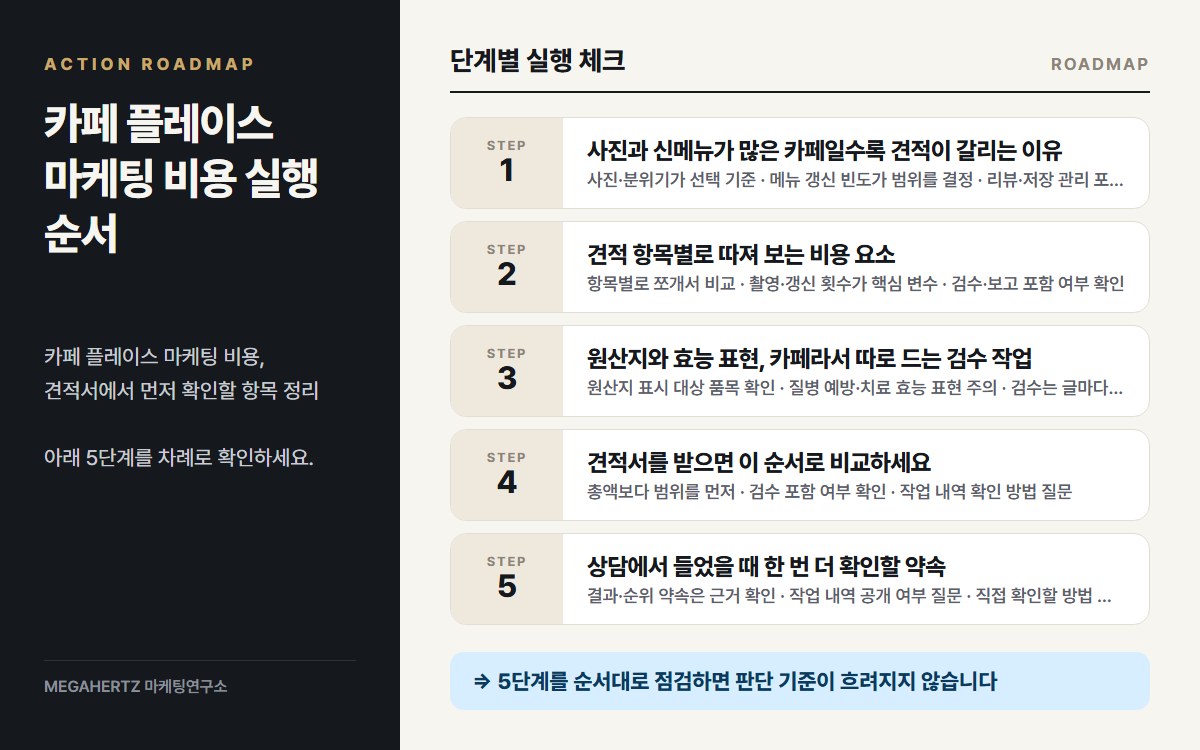 ACTION ROADMAP
카페 플레이스
마케팅 비용 실행
순서
카페 플레이스 마케팅 비용,
견적서에서 먼저 확인할 항목 정리
아래 5단계를 차례로 확인하세요.
MEGAHERTZ 마케팅연구소
단계별 실행 체크
ROADMAP
STEP
1
사진과 신메뉴가 많은 카페일수록 견적이 갈리는 이유
사진·분위기가 선택 기준 · 메뉴 갱신 빈도가 범위를 결정 · 리뷰·저장 관리 포...
STEP
2
견적 항목별로 따져 보는 비용 요소
항목별로 쪼개서 비교 · 촬영·갱신 횟수가 핵심 변수 · 검수·보고 포함 여부 확인
STEP
3
원산지와 효능 표현, 카페라서 따로 드는 검수 작업
원산지 표시 대상 품목 확인 · 질병 예방·치료 효능 표현 주의 · 검수는 글마다...
STEP
4
견적서를 받으면 이 순서로 비교하세요
총액보다 범위를 먼저 · 검수 포함 여부 확인 · 작업 내역 확인 방법 질문
STEP
5
상담에서 들었을 때 한 번 더 확인할 약속
결과·순위 약속은 근거 확인 · 작업 내역 공개 여부 질문 · 직접 확인할 방법 ...
⇒ 5단계를 순서대로 점검하면 판단 기준이 흐려지지 않습니다